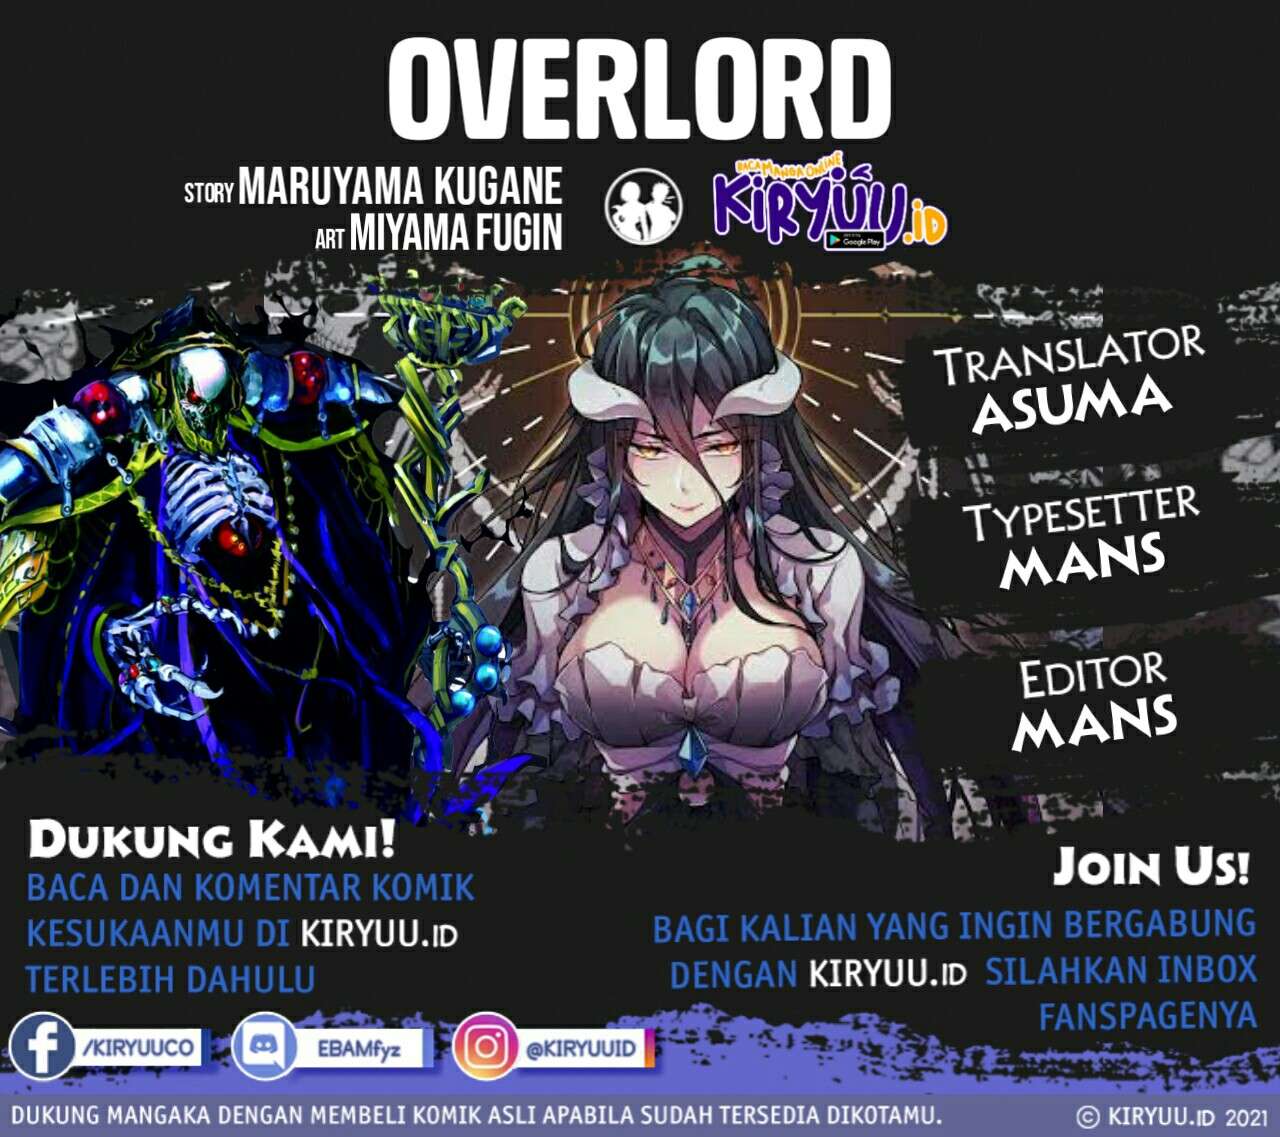 OVERLORD
STORY MARUYAMA KUGANE
ART MIYAMA FUGIN
BACA MANGA ONLINE
KIRYUU.iD
Google Play
TRANSLATOR
ASUMA
TYPESETTER
MANS
EDITOR
MANS
DUKUNG KAMI!
BACA DAN KOMENTAR KOMIK
KESUKAANMU DI KIRYUU.ID
TERLEBIH DAHULU
JOIN US!
BAGI KALIAN YANG INGIN BERGABUNG
DENGAN KIRYUU.ID SILAHKAN INBOX
FANSPAGENYA
/KIRYUUCO
EBAMfyz
@KIRYUUID
DUKUNG MANGAKA DENGAN MEMBELI KOMIK ASLI APABILA SUDAH TERSEDIA DIKOTAMU.
© KIRYUU.ID 2021